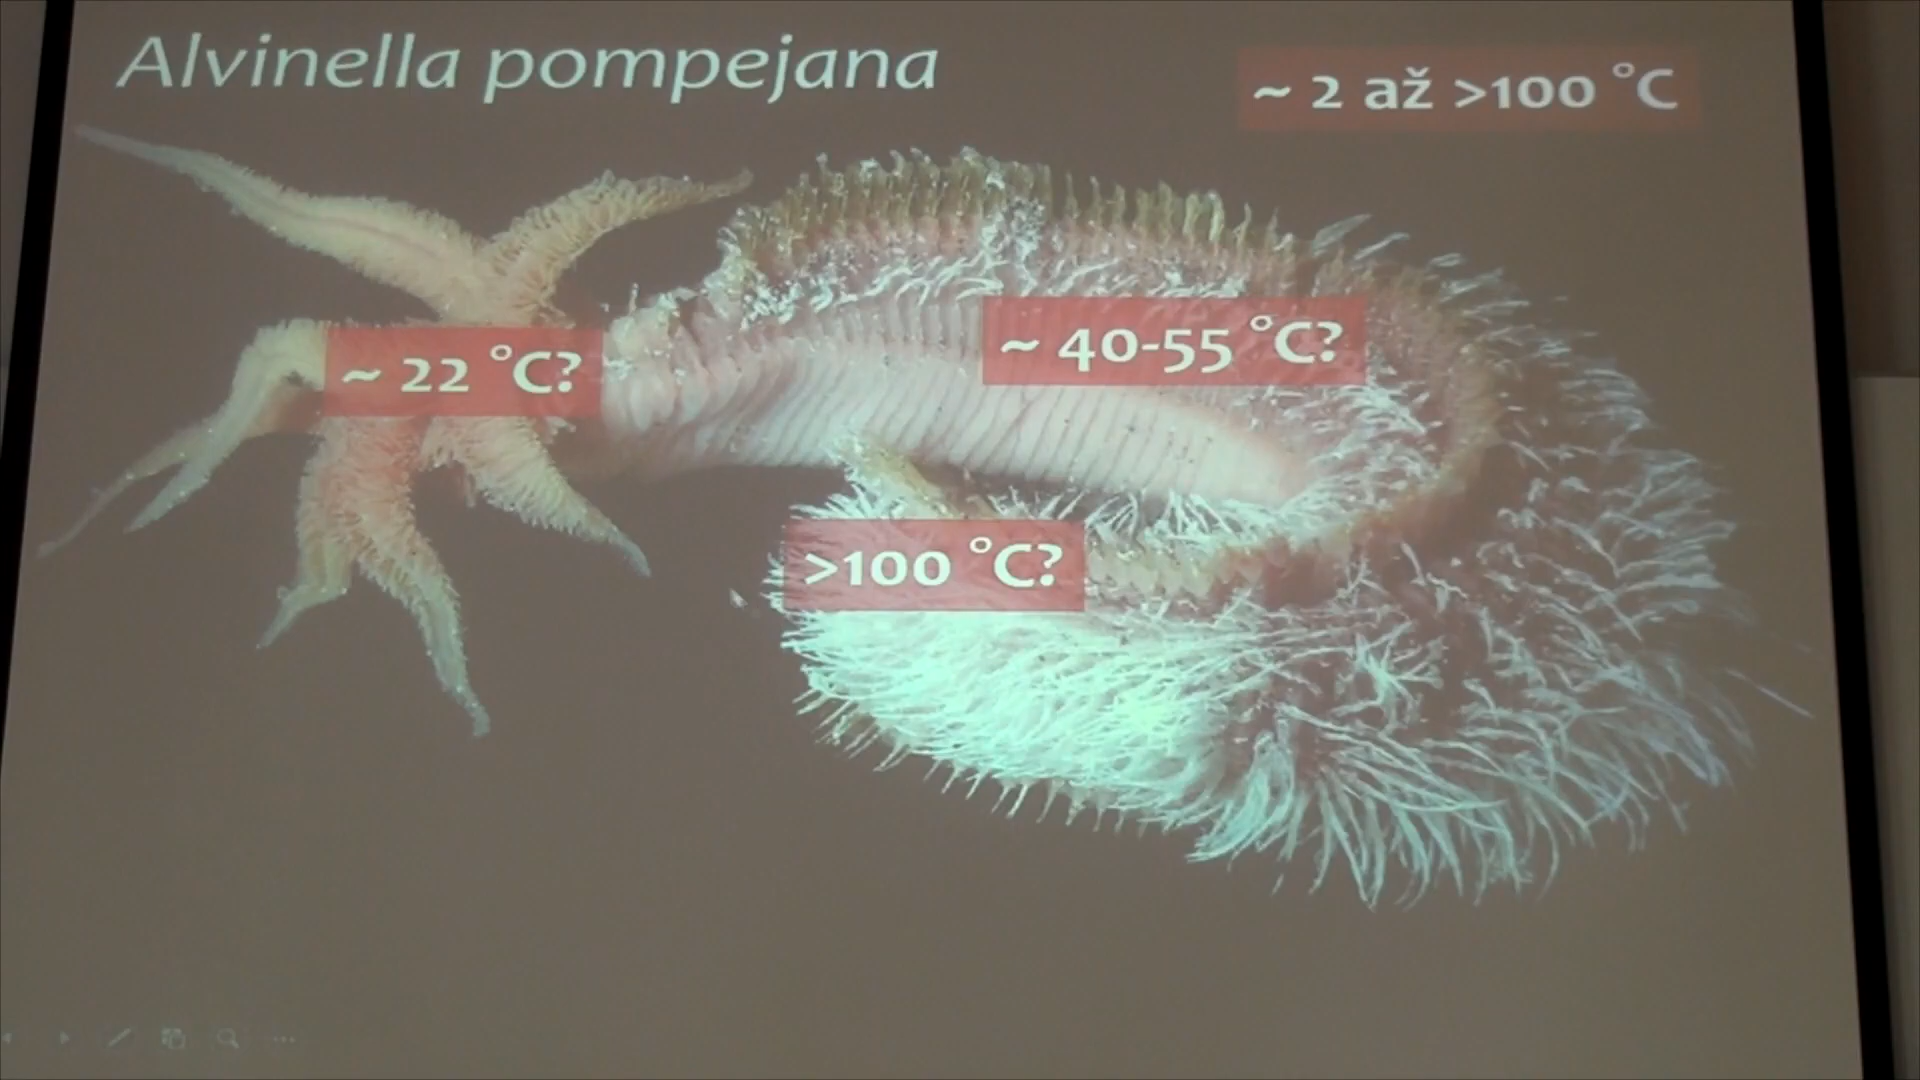 Alvinella pompejana
~ 2 až >100 °C
~ 22 °C?
~ 40-55 °C?
>100 °C?